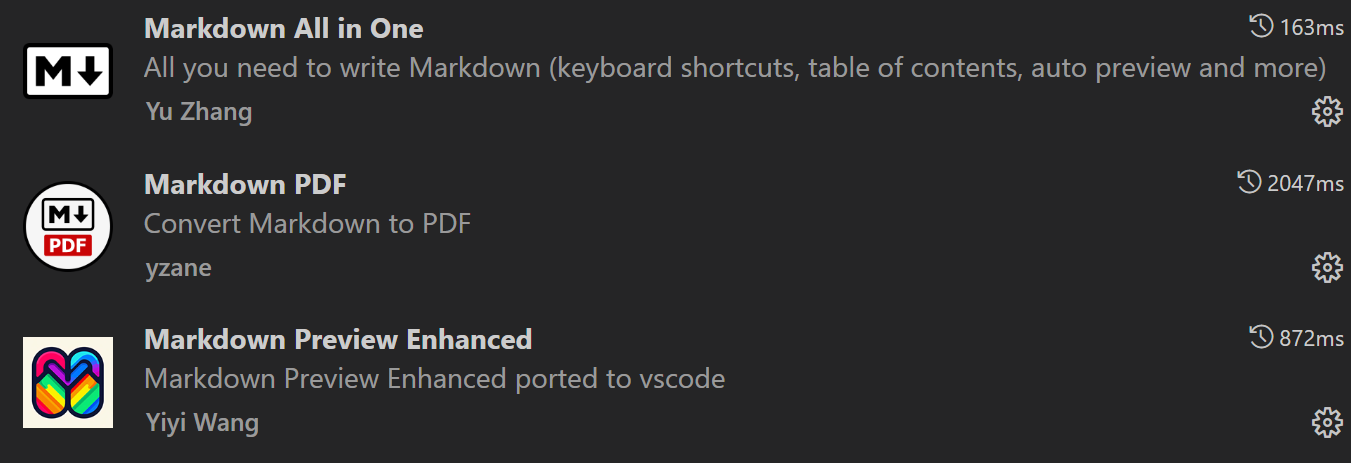 Markdown All in One
163ms
All you need to write Markdown (keyboard shortcuts, table of contents, auto preview and more)
Yu Zhang
M
Markdown PDF
2047ms
Convert Markdown to PDF
yzane
M
PDF
Markdown Preview Enhanced
872ms
Markdown Preview Enhanced ported to vscode
Yiyi Wang